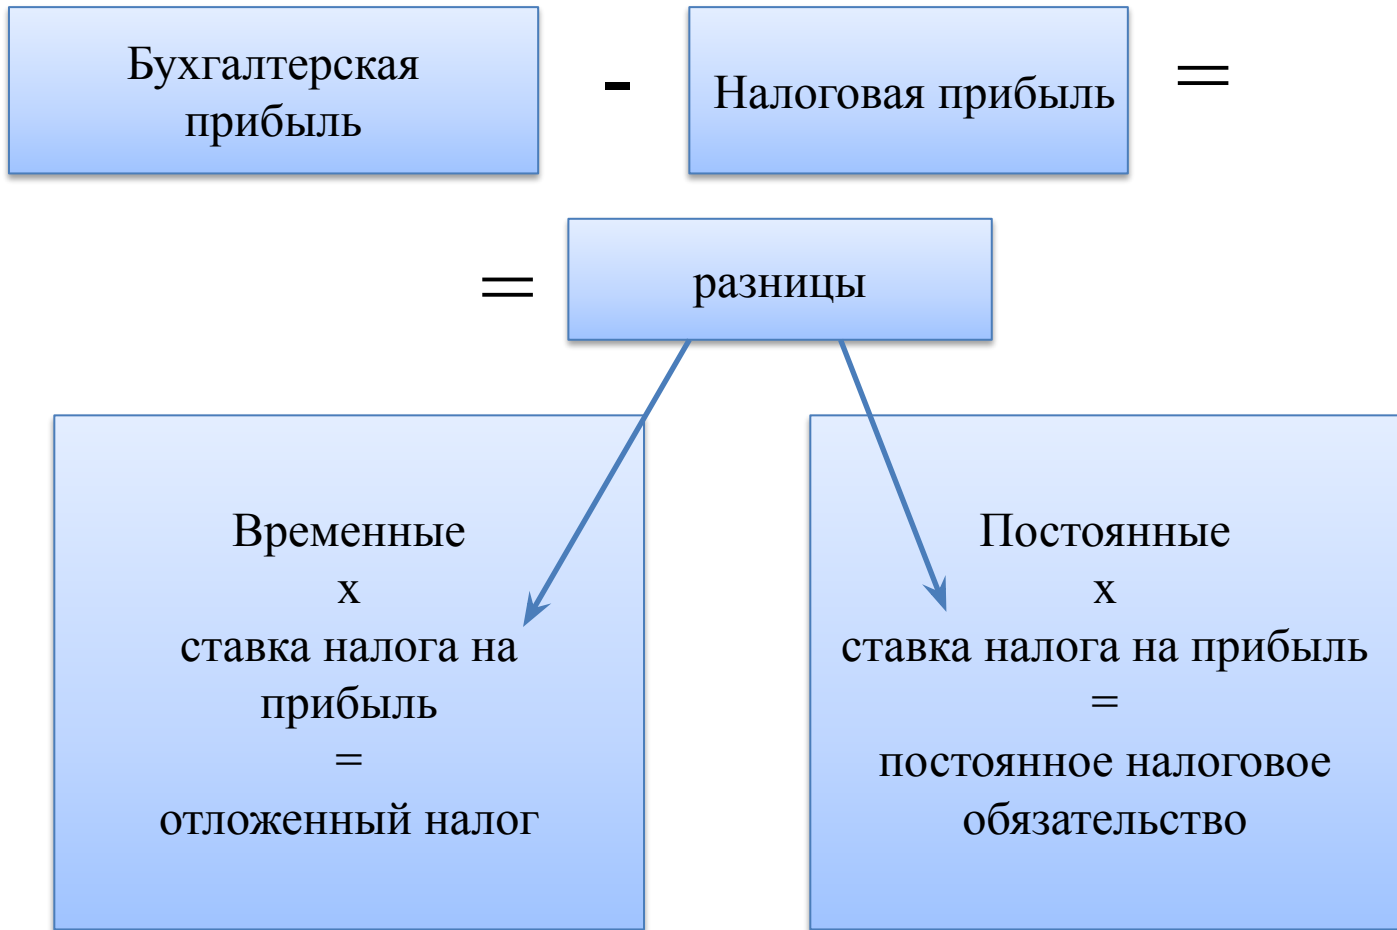 Бухгалтерская
прибыль
-
Налоговая прибыль
=
=
разницы
Временные
х
ставка налога на
прибыль
=
отложенный налог
Постоянные
х
ставка налога на прибыль
=
постоянное налоговое
обязательство